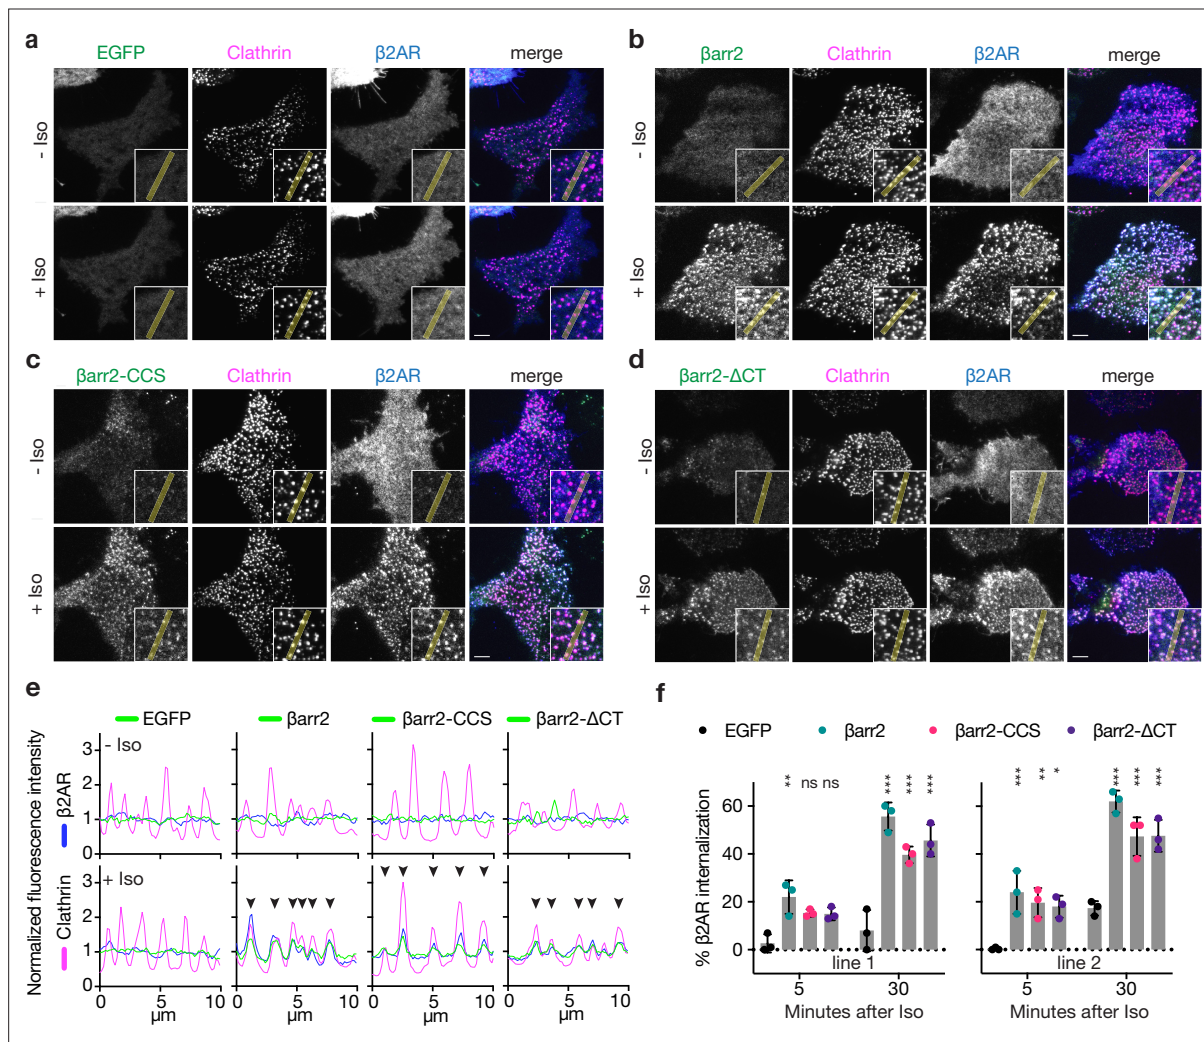 a
EGFP Clathrin β2AR merge
- Iso
+ Iso
b
βarr2 Clathrin β2AR merge
- Iso
+ Iso
c
βarr2-CCS Clathrin β2AR merge
- Iso
+ Iso
d
βarr2-ΔCT Clathrin β2AR merge
- Iso
+ Iso
e
EGFP βarr2 βarr2-CCS βarr2-ΔCT
Normalized fluorescence intensity
Clathrin β2AR
- Iso
3
2
1
0
+ Iso
3
2
1
0
0 5 10 0 5 10 0 5 10 0 5 10
µm µm µm µm
f
EGFP βarr2 βarr2-CCS βarr2-ΔCT
% β2AR internalization
** ns ns *** *** *** *** ** * *** *** ***
60
40
20
0
line 1 line 2
5 30 5 30
Minutes after Iso Minutes after Iso